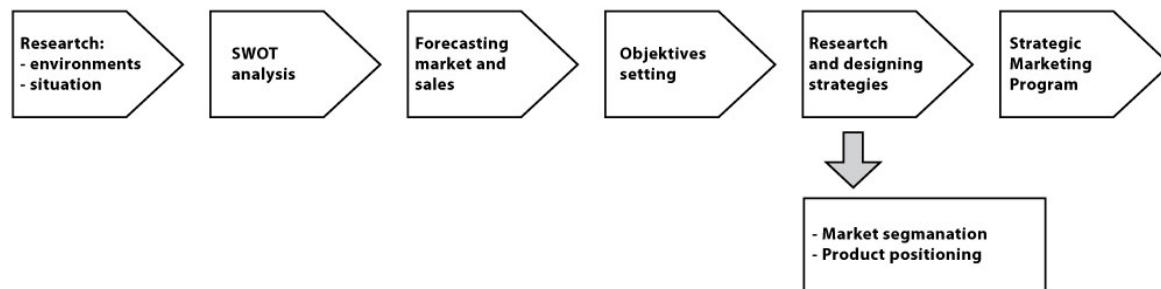 Researtch:
- environments
- situation
SWOT
analysis
Forecasting
market and
sales
Objektives
setting
Researtch
and designing
strategies
Strategic
Marketing
Program
- Market segmanation
- Product positioning